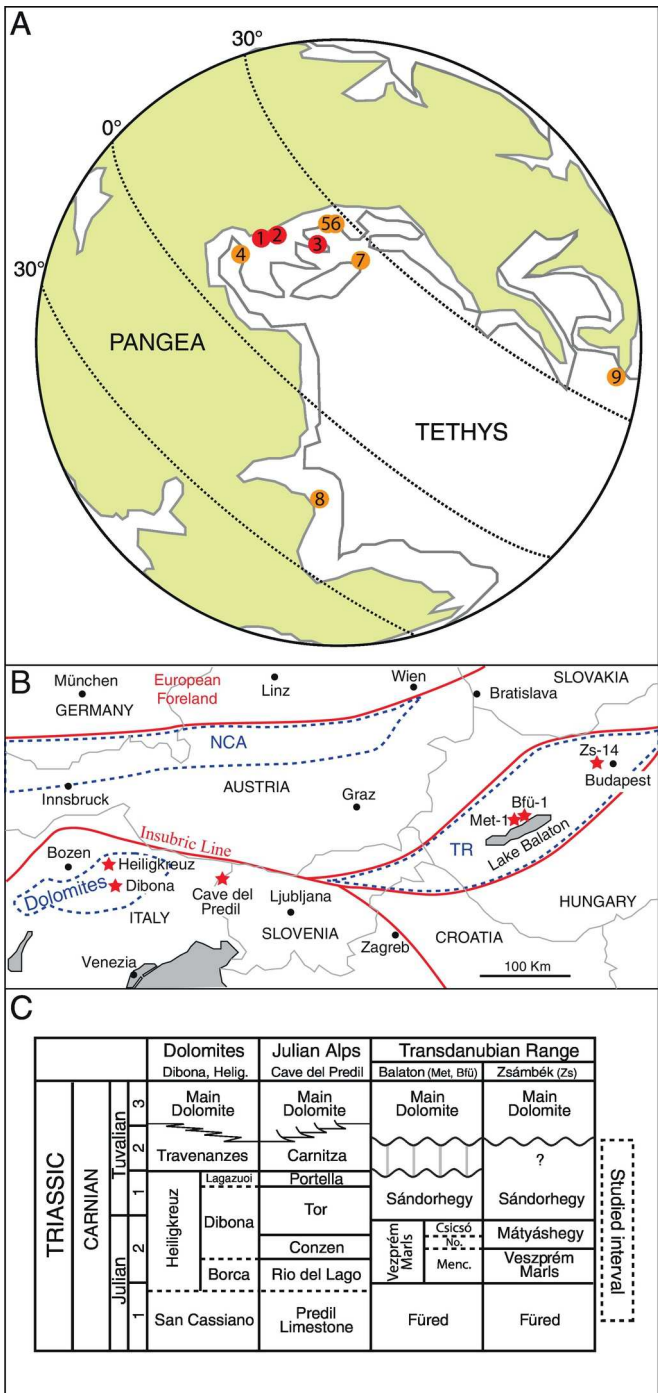 A
30°
0°
30°
1
2
3
4
56
7
8
9
PANGEA
TETHYS
B
München
GERMANY
European
Foreland
Linz
Wien
SLOVAKIA
Bratislava
NCA
Innsbruck
AUSTRIA
Graz
Zs-14
Budapest
Met-1
Bfü-1
TR
Lake Balaton
Insubric Line
Bozen
Heiligkreuz
Dolomites
Dibona
ITALY
Cave del
Predil
Ljubljana
SLOVENIA
Zagreb
CROATIA
HUNGARY
Venezia
100 Km
C
Dolomites
Julian Alps
Transdanubian Range
Dibona, Helig.
Cave del Predil
Balaton (Met, Bfü)
Zsámbék (Zs)
TRIASSIC
CARNIAN
Tuvalian
Julian
3
2
1
2
1
Main
Dolomite
Main
Dolomite
Main
Dolomite
Main
Dolomite
Travenanzes
Carnitza
?
Heiligkreuz
Lagazuoi
Dibona
Borca
Portella
Tor
Conzen
Rio del Lago
Sándorhegy
Sándorhegy
Vezprém
Marls
Csicsó
No.
Menc.
Mátyáshegy
Veszprém
Marls
San Cassiano
Predil
Limestone
Füred
Füred
Studied interval